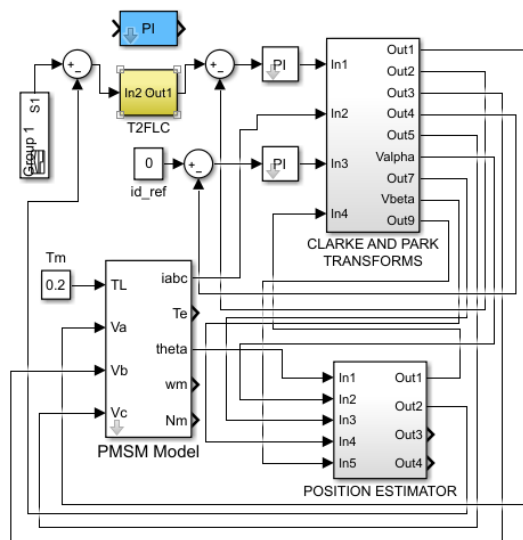 PI
Group 1
S1
In2 Out1
T2FLC
PI
0
id_ref
PI
In1
In2
In3
In4
Out1
Out2
Out3
Out4
Out5
Valpha
Out7
Vbeta
Out9
CLARKE AND PARK
TRANSFORMS
Tm
0.2
TL
Va
Vb
Vc
iabc
Te
theta
wm
Nm
PMSM Model
In1
In2
In3
In4
In5
Out1
Out2
Out3
Out4
POSITION ESTIMATOR